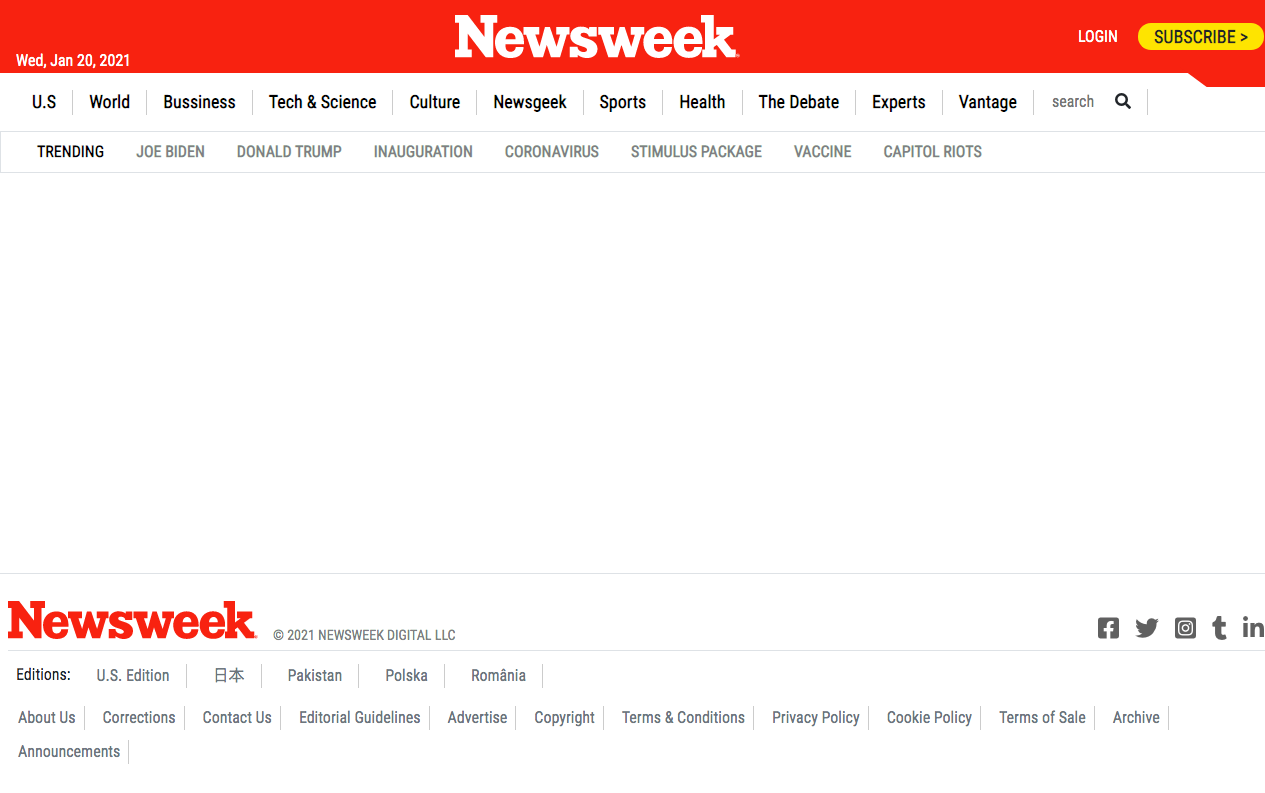 Newsweek
LOGIN SUBSCRIBE >
Wed, Jan 20, 2021
U.S World Bussiness Tech & Science Culture Newsgeek Sports Health The Debate Experts Vantage search
TRENDING JOE BIDEN DONALD TRUMP INAUGURATION CORONAVIRUS STIMULUS PACKAGE VACCINE CAPITOL RIOTS
Newsweek © 2021 NEWSWEEK DIGITAL LLC
Editions: U.S. Edition 日本 Pakistan Polska România
About Us Corrections Contact Us Editorial Guidelines Advertise Copyright Terms & Conditions Privacy Policy Cookie Policy Terms of Sale Archive
Announcements